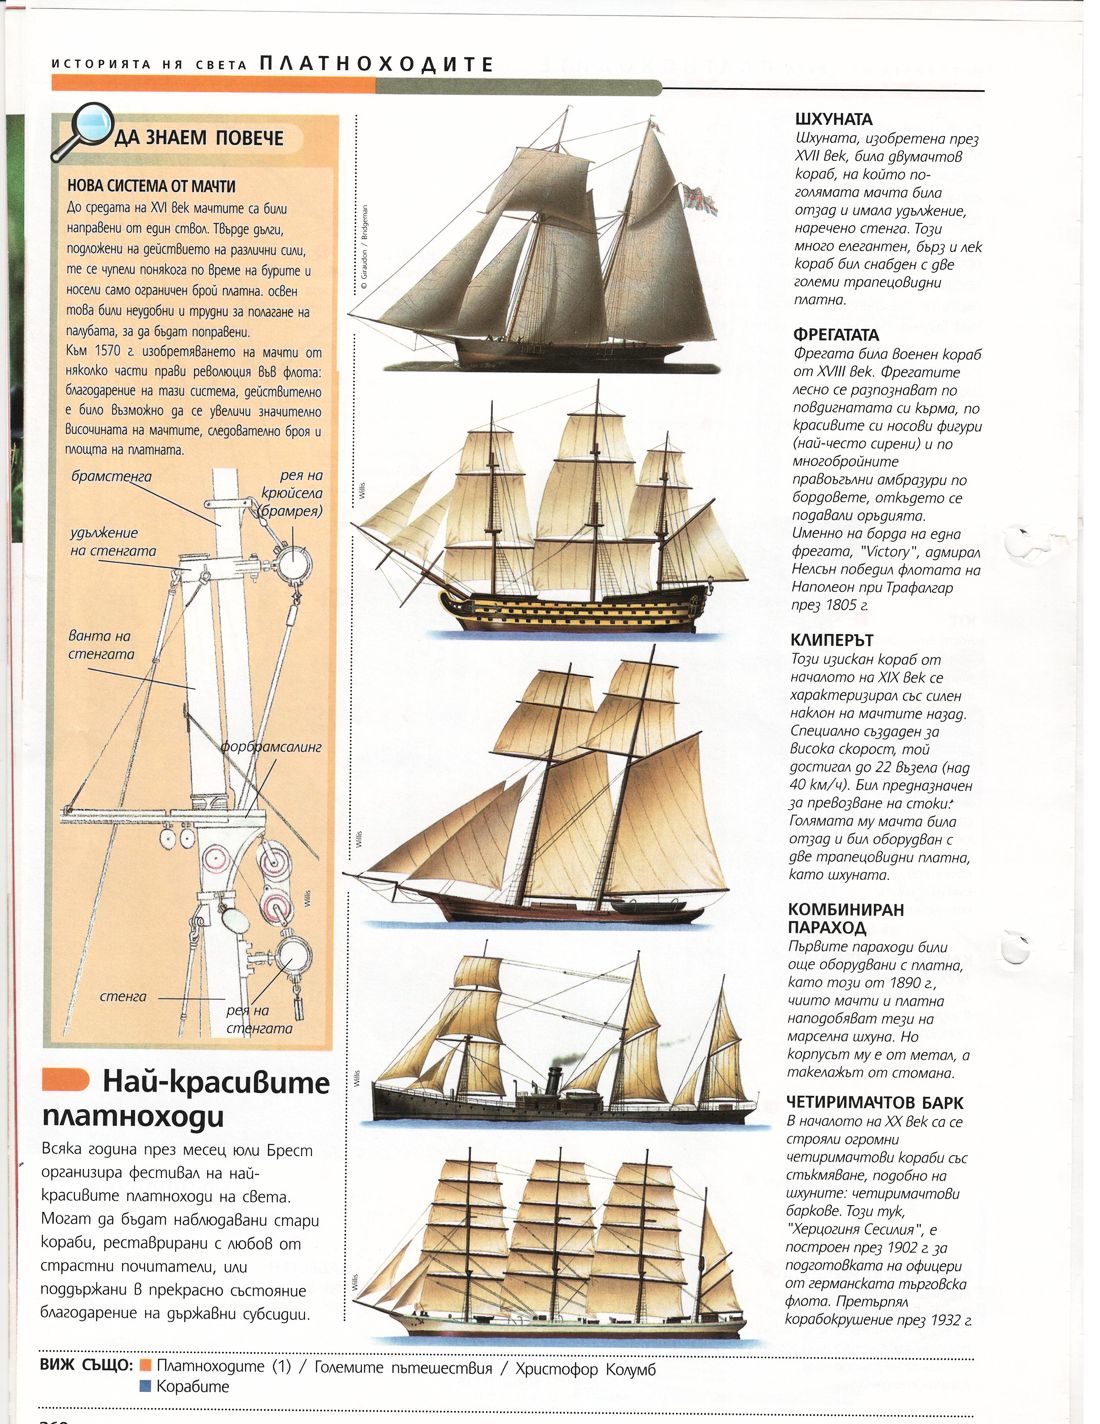 ИСТОРИЯТА НЯ СВЕТА ПЛАТНОХОДИТЕ
ДА ЗНАЕМ ПОВЕЧЕ
НОВА СИСТЕМА ОТ МАЧТИ
До средата на XVI век мачтите са били
направени от един ствол. Твърде дълги,
подложени на действието на различни сили,
те се чупели понякога по време на бурите и
носели само ограничен брой платна. освен
това били неудобни и трудни за полагане на
палубата, за да бъдат поправени.
Към 1570 г. изобретяването на мачти от
няколко части прави революция във флота:
благодарение на тази система, действително
е било възможно да се увеличи значително
височината на мачтите, следователно броя и
площта на платната.
брамстенга
рея на
крюйсела
(брамрея)
удължение
на стенгата
ванта на
стенгата
форбрамсалинг
Willis
стенга
рея на
стенгата
Най-красивите
платноходи
Всяка година през месец юли Брест
организира фестивал на най-
красивите платноходи на света.
Могат да бъдат наблюдавани стари
кораби, реставрирани с любов от
страстни почитатели, или
поддържани в прекрасно състояние
благодарение на държавни субсидии.
© Giraudon / Bridgeman
Willis
Willis
Willis
Willis
ШХУНАТА
Шхуната, изобретена през
XVII век, била двумачтов
кораб, на който по-
голямата мачта била
отзад и имала удължение,
наречено стенга. Този
много елегантен, бърз и лек
кораб бил снабден с две
големи трапецовидни
платна.
ФРЕГАТАТА
Фрегата била военен кораб
от XVIII век. Фрегатите
лесно се разпознават по
повдигнатата си кърма, по
красивите си носови фигури
(най-често сирени) и по
многобройните
правоъгълни амбразури по
бордовете, откъдето се
подавали оръдията.
Именно на борда на една
фрегата, "Victory", адмирал
Нелсън победил флотата на
Наполеон при Трафалгар
през 1805 г.
КЛИПЕРЪТ
Този изискан кораб от
началото на XIX век се
характеризирал със силен
наклон на мачтите назад.
Специално създаден за
висока скорост, той
достигал до 22 възела (над
40 км/ч). Бил предназначен
за превозване на стоки.
Голямата му мачта била
отзад и бил оборудван с
две трапецовидни платна,
като шхуната.
КОМБИНИРАН
ПАРАХОД
Първите параходи били
още оборудвани с платна,
като този от 1890 г.,
чиито мачти и платна
наподобяват тези на
марселна шхуна. Но
корпусът му е от метал, а
такелажът от стомана.
ЧЕТИРИМАЧТОВ БАРК
В началото на XX век са се
строяли огромни
четиримачтови кораби със
стъкмяване, подобно на
шхуните: четиримачтови
баркове. Този тук,
"Херцогиня Сесилия", е
построен през 1902 г. за
подготовката на офицери
от германската търговска
флота. Претърпял
корабокрушение през 1932 г.
ВИЖ СЪЩО: Платноходите (1) / Големите пътешествия / Христофор Колумб
Корабите